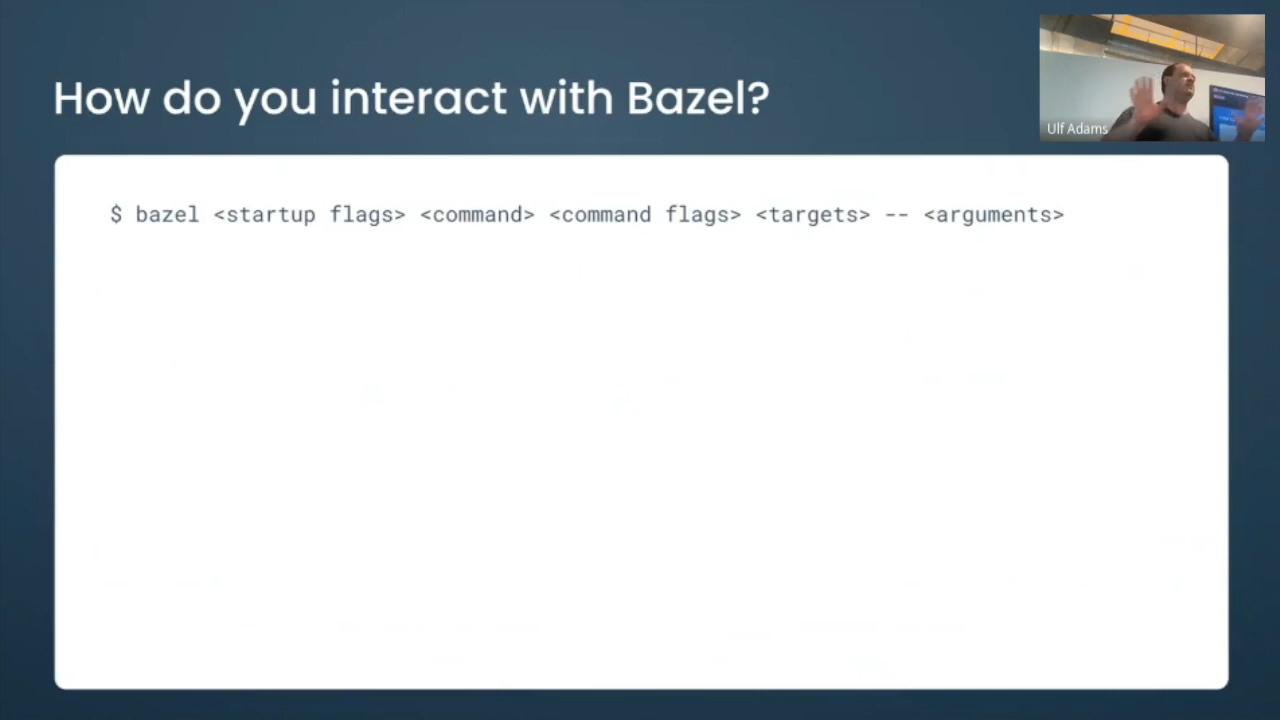 How do you interact with Bazel?
Ulf Adams
$ bazel <startup flags> <command> <command flags> <targets> -- <arguments>